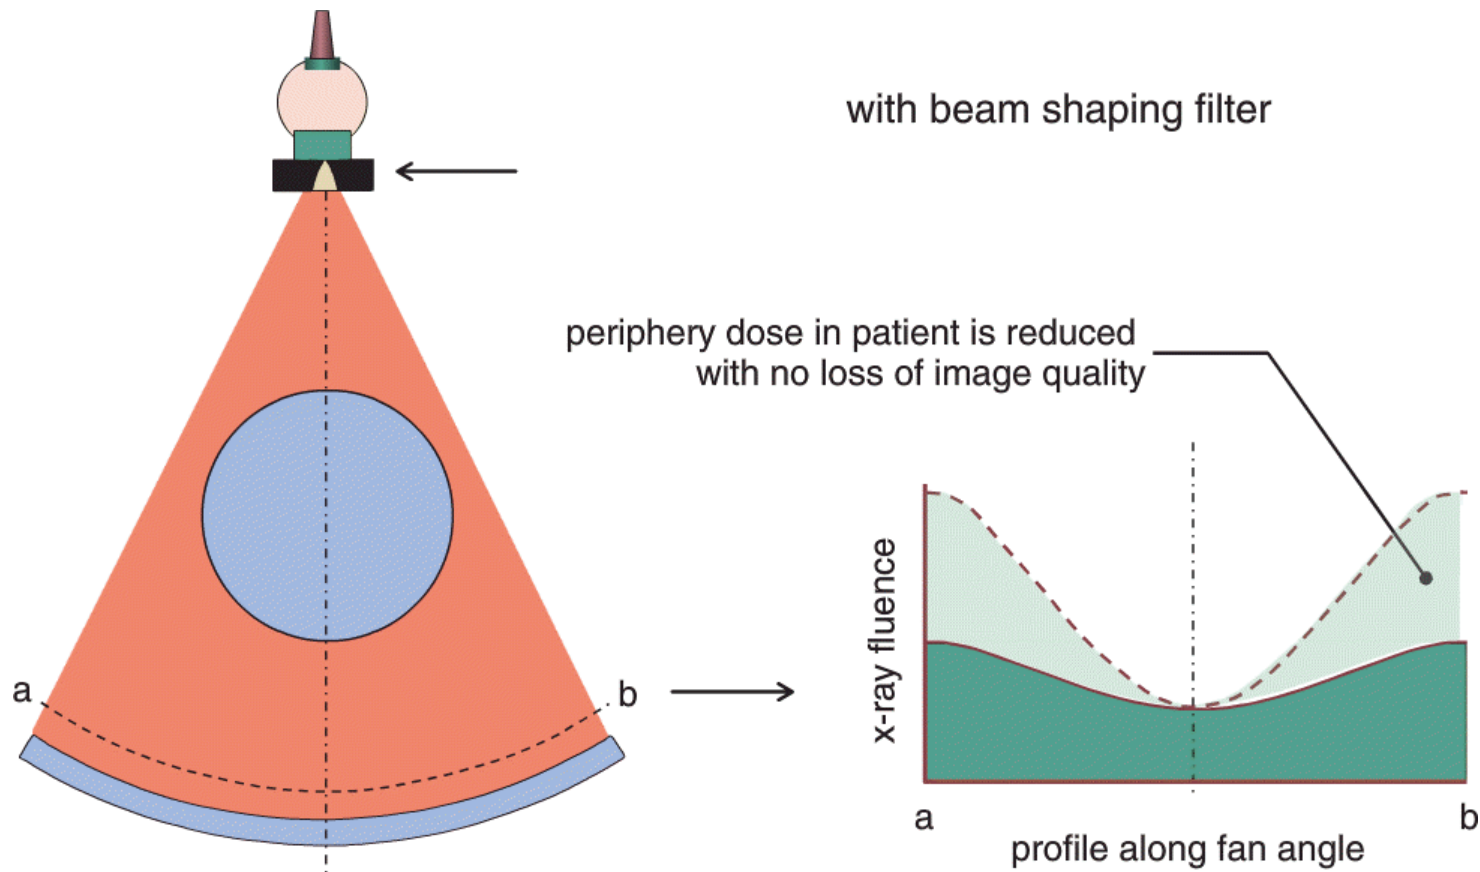 with beam shaping filter
periphery dose in patient is reduced
with no loss of image quality
a
b
x-ray fluence
a
b
profile along fan angle